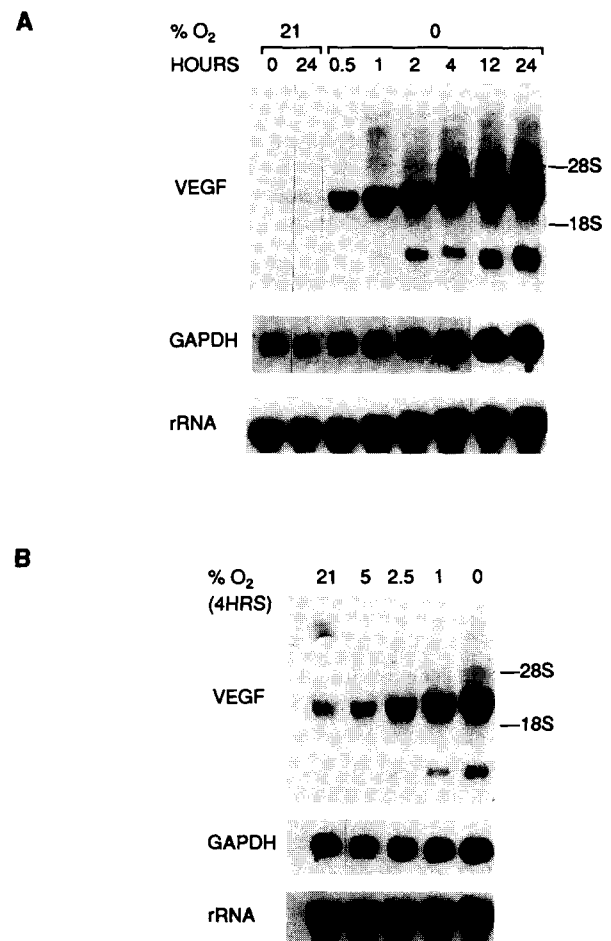 A
% O2 21 0
HOURS 0 24 0.5 1 2 4 12 24
VEGF
—28S
—18S
GAPDH
rRNA
B
% O2 21 5 2.5 1 0
(4HRS)
VEGF
—28S
—18S
GAPDH
rRNA